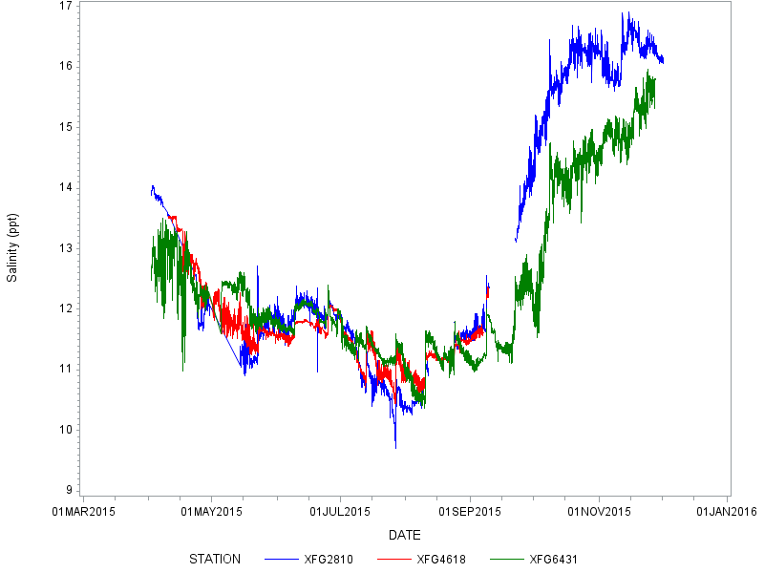 17
16
15
14
13
12
11
10
9
Salinity (ppt)
01MAR2015 01MAY2015 01JUL2015 01SEP2015 01NOV2015 01JAN2016
DATE
STATION XFG2810 XFG4618 XFG6431